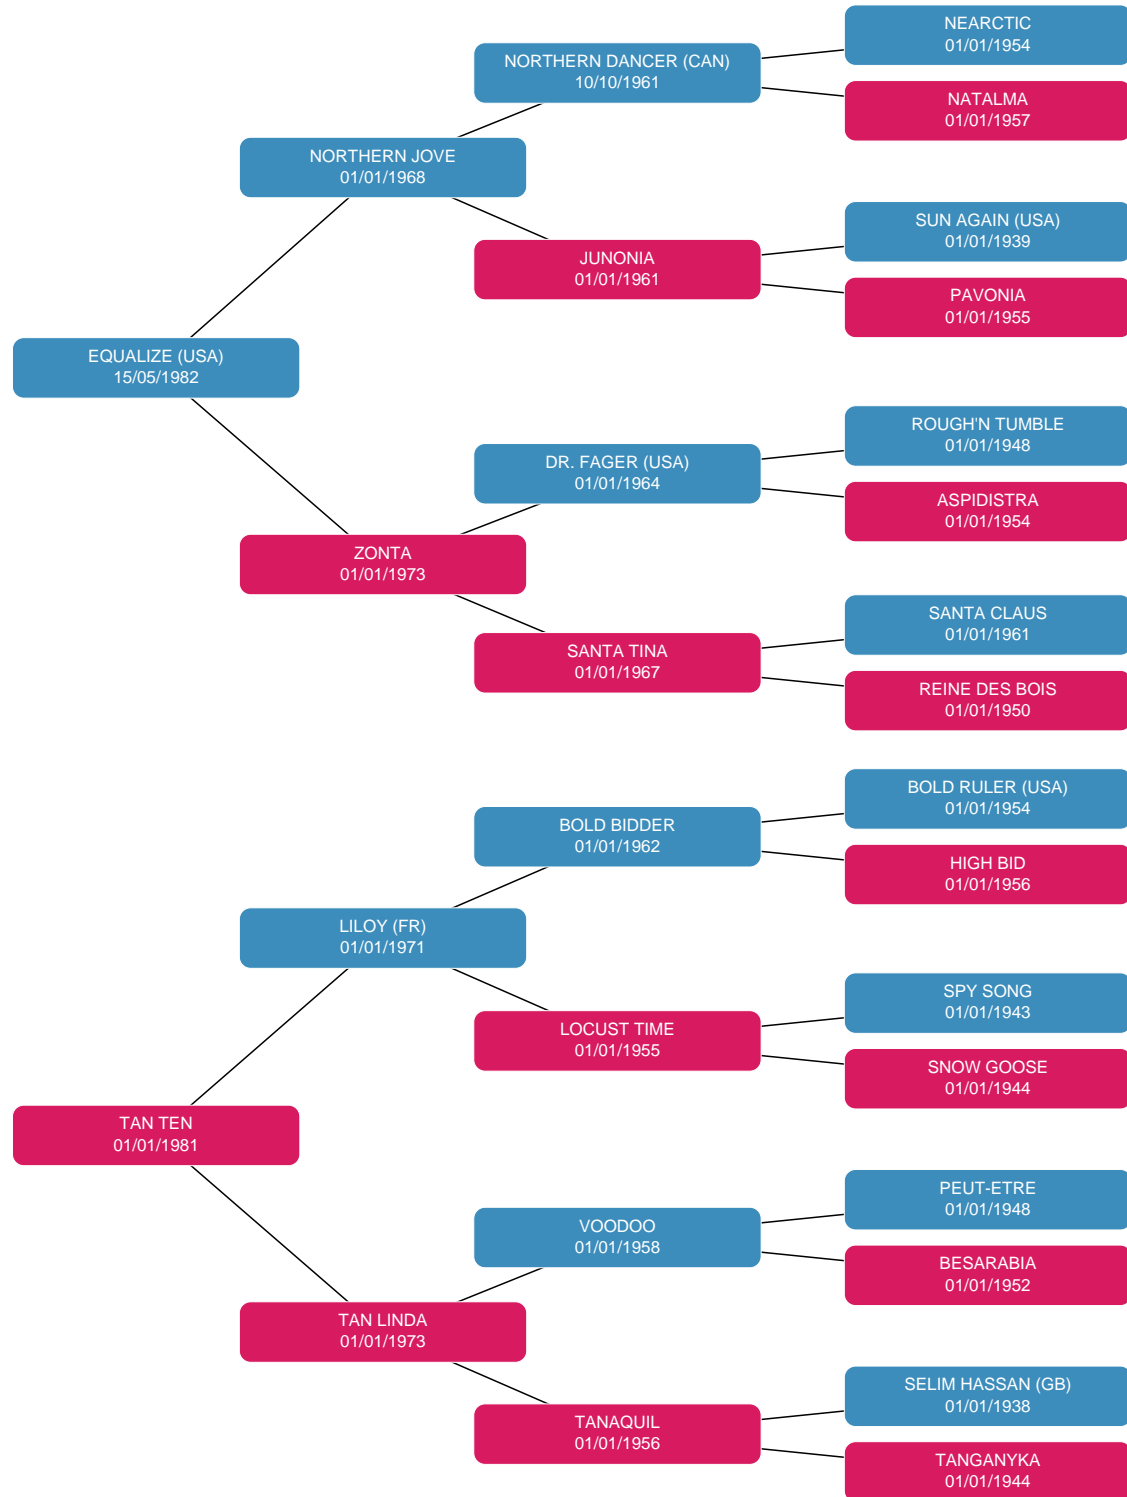 NEARCTIC
01/01/1954
NORTHERN DANCER (CAN)
10/10/1961
NATALMA
01/01/1957
NORTHERN JOVE
01/01/1968
SUN AGAIN (USA)
01/01/1939
JUNONIA
01/01/1961
PAVONIA
01/01/1955
EQUALIZE (USA)
15/05/1982
ROUGH'N TUMBLE
01/01/1948
DR. FAGER (USA)
01/01/1964
ASPIDISTRA
01/01/1954
ZONTA
01/01/1973
SANTA CLAUS
01/01/1961
SANTA TINA
01/01/1967
REINE DES BOIS
01/01/1950
BOLD RULER (USA)
01/01/1954
BOLD BIDDER
01/01/1962
HIGH BID
01/01/1956
LILOY (FR)
01/01/1971
SPY SONG
01/01/1943
LOCUST TIME
01/01/1955
SNOW GOOSE
01/01/1944
TAN TEN
01/01/1981
PEUT-ETRE
01/01/1948
VOODOO
01/01/1958
BESARABIA
01/01/1952
TAN LINDA
01/01/1973
SELIM HASSAN (GB)
01/01/1938
TANAQUIL
01/01/1956
TANGANYKA
01/01/1944